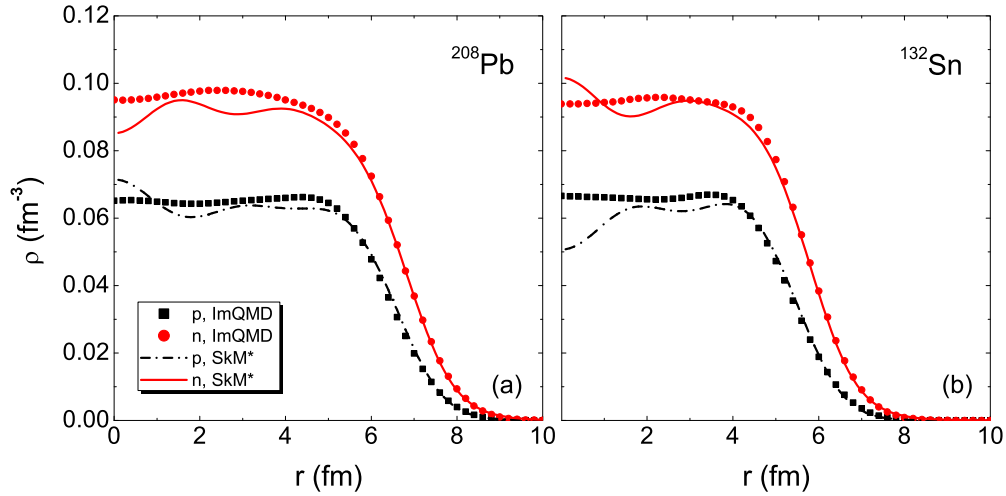 0.12
0.10
0.08
0.06
0.04
0.02
0.00
ρ (fm⁻³)
²⁰⁸Pb
p, ImQMD
n, ImQMD
p, SkM*
n, SkM*
(a)
0 2 4 6 8 10
r (fm)
¹³²Sn
(b)
2 4 6 8 10
r (fm)